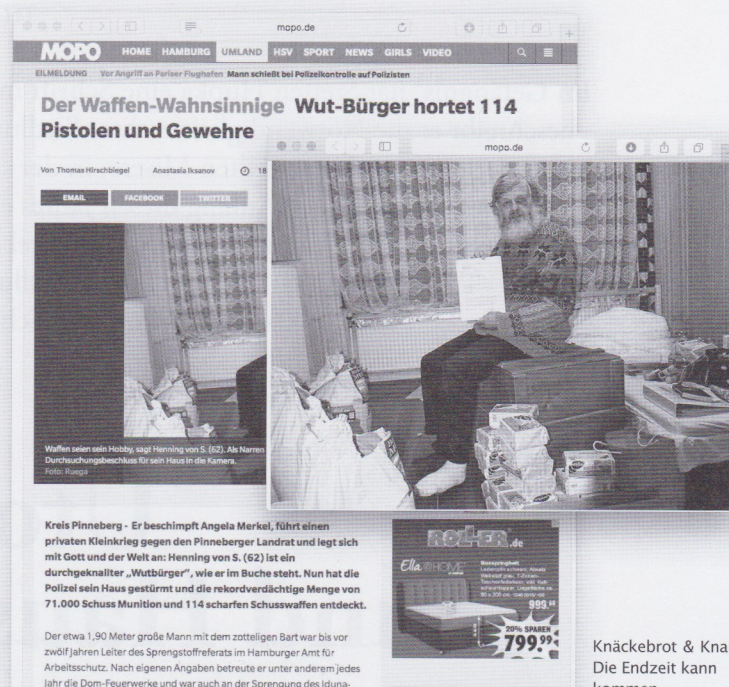 mopo.de
MOPO HOME HAMBURG UMLAND HSV SPORT NEWS GIRLS VIDEO
EILMELDUNG Vor Angriff an Pariser Flughafen Mann schießt bei Polizeikontrolle auf Polizisten
Der Waffen-Wahnsinnige Wut-Bürger hortet 114
Pistolen und Gewehre
Von Thomas Hirschbiegel Anastasia Iksanov 18
EMAIL FACEBOOK TWITTER
mopo.de
Waffen seien sein Hobby, sagt Henning von S. (62). Als Narren
Durchsuchungsbeschluss für sein Haus in die Kamera.
Foto: Ruega
Kreis Pinneberg - Er beschimpft Angela Merkel, führt einen
privaten Kleinkrieg gegen den Pinneberger Landrat und legt sich
mit Gott und der Welt an: Henning von S. (62) ist ein
durchgeknallter „Wutbürger“, wie er im Buche steht. Nun hat die
Polizei sein Haus gestürmt und die rekordverdächtige Menge von
71.000 Schuss Munition und 114 scharfen Schusswaffen entdeckt.
Der etwa 1,90 Meter große Mann mit dem zotteligen Bart war bis vor
zwölf Jahren Leiter des Sprengstoffreferats im Hamburger Amt für
Arbeitsschutz. Nach eigenen Angaben betreute er unter anderem jedes
Jahr die Dom-Feuerwerke und war auch an der Sprengung des Iduna-
ROLLER.de
Ella HOME
Boxspringbett
999.
20% SPAREN
799.99
Knäckebrot & Kna
Die Endzeit kann
kommen